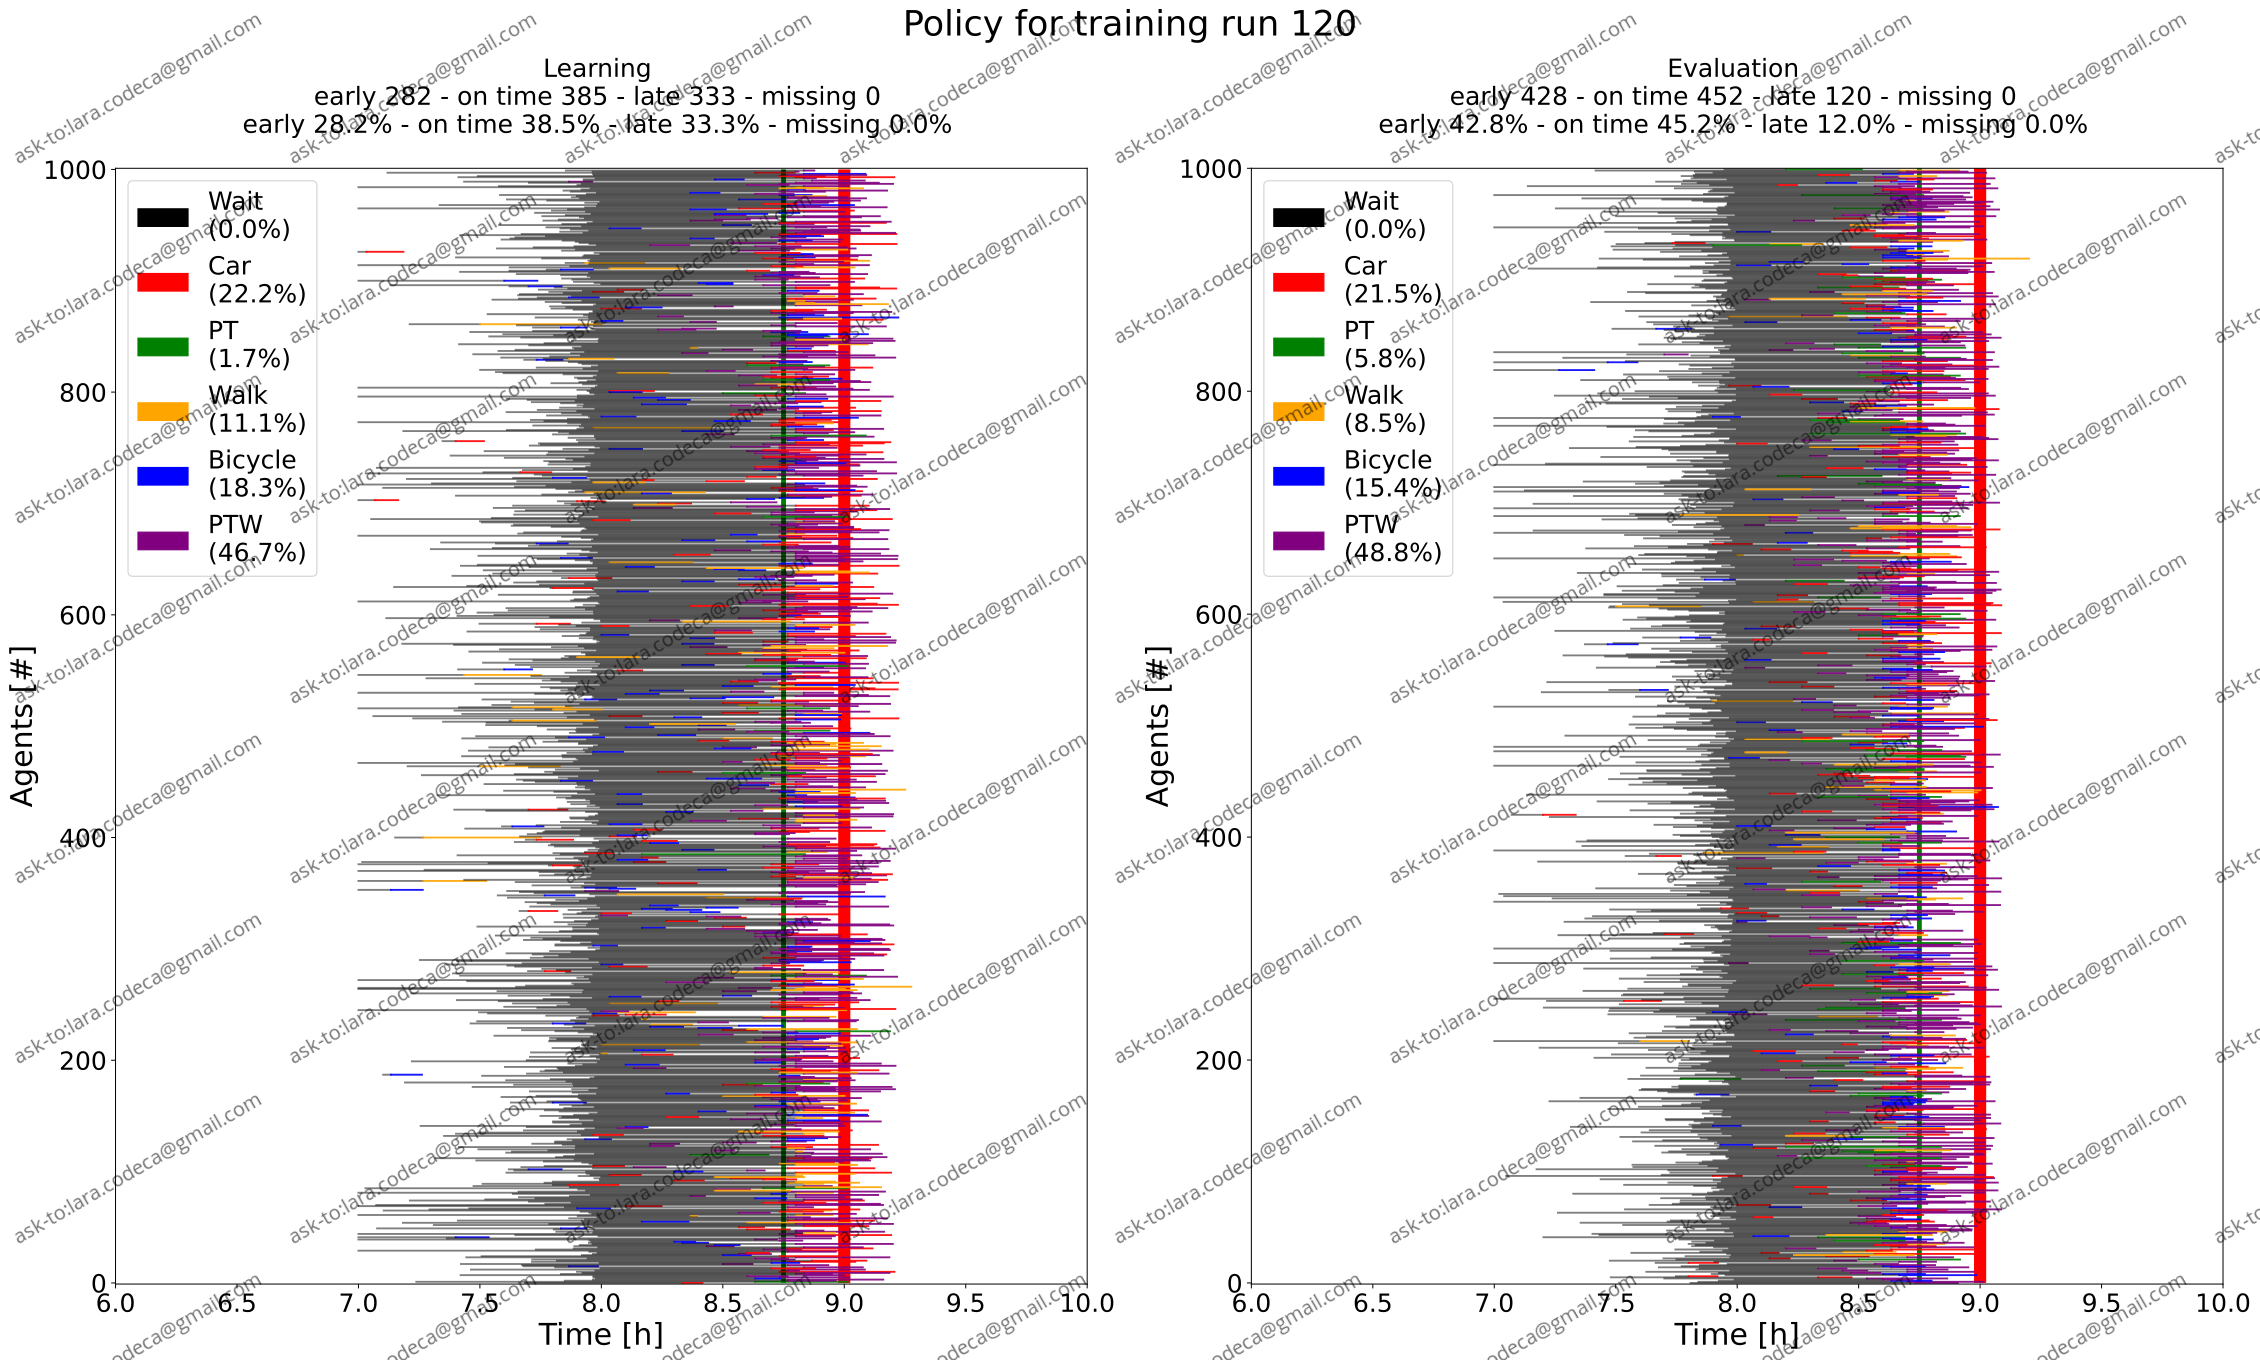 Policy for training run 120
Learning
early 282 - on time 385 - late 333 - missing 0
early 28.2% - on time 38.5% - late 33.3% - missing 0.0%
Agents [#]
1000
800
600
400
200
0
Wait
(0.0%)
Car
(22.2%)
PT
(1.7%)
Walk
(11.1%)
Bicycle
(18.3%)
PTW
(46.7%)
6.0 6.5 7.0 7.5 8.0 8.5 9.0 9.5 10.0
Time [h]
Evaluation
early 428 - on time 452 - late 120 - missing 0
early 42.8% - on time 45.2% - late 12.0% - missing 0.0%
Agents [#]
1000
800
600
400
200
0
Wait
(0.0%)
Car
(21.5%)
PT
(5.8%)
Walk
(8.5%)
Bicycle
(15.4%)
PTW
(48.8%)
6.0 6.5 7.0 7.5 8.0 8.5 9.0 9.5 10.0
Time [h]
ask-to:lara.codeca@gmail.com